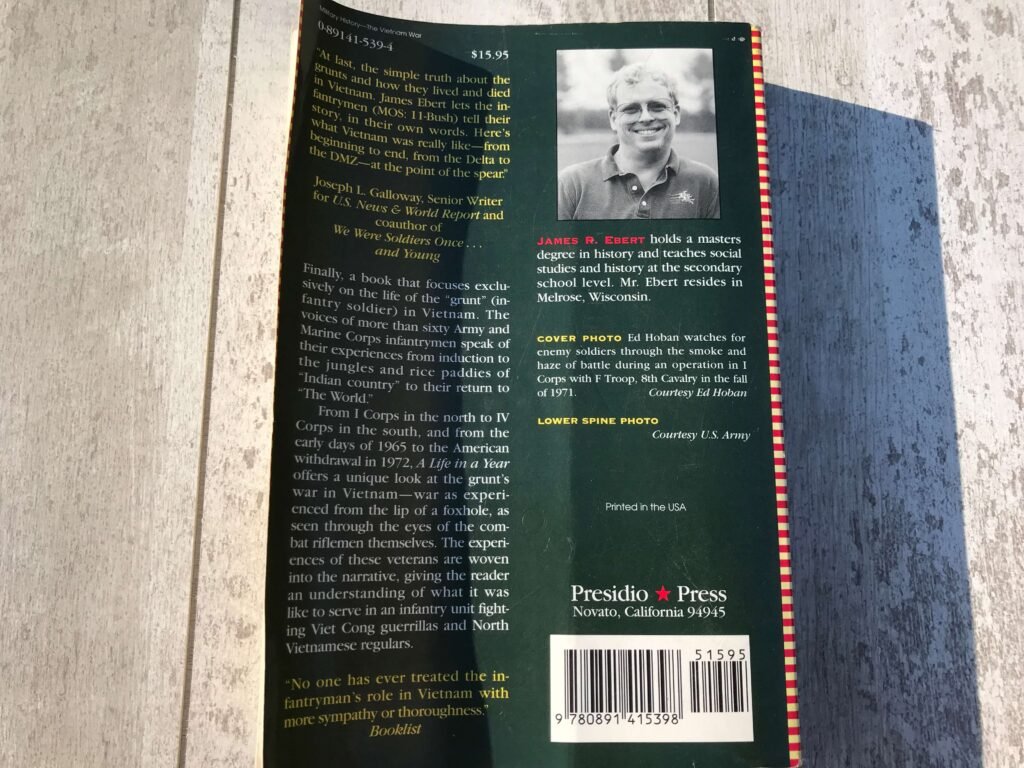 Military History—The Vietnam War
0-89141-539-4
$15.95
"At last, the simple truth about the
grunts and how they lived and died
in Vietnam. James Ebert lets the in-
fantrymen (MOS: 11-Bush) tell their
story, in their own words. Here's
what Vietnam was really like—from
beginning to end, from the Delta to
the DMZ—at the point of the spear."
Joseph L. Galloway, Senior Writer
for U.S. News & World Report and
coauthor of
We Were Soldiers Once . . .
and Young
Finally, a book that focuses exclu-
sively on the life of the "grunt" (in-
fantry soldier) in Vietnam. The
voices of more than sixty Army and
Marine Corps infantrymen speak of
their experiences from induction to
the jungles and rice paddies of
"Indian country" to their return to
"The World."
From I Corps in the north to IV
Corps in the south, and from the
early days of 1965 to the American
withdrawal in 1972, A Life in a Year
offers a unique look at the grunt's
war in Vietnam—war as experi-
enced from the lip of a foxhole, as
seen through the eyes of the com-
bat riflemen themselves. The experi-
ences of these veterans are woven
into the narrative, giving the reader
an understanding of what it was
like to serve in an infantry unit fight-
ing Viet Cong guerrillas and North
Vietnamese regulars.
"No one has ever treated the in-
fantryman's role in Vietnam with
more sympathy or thoroughness."
Booklist
JAMES R. EBERT holds a masters
degree in history and teaches social
studies and history at the secondary
school level. Mr. Ebert resides in
Melrose, Wisconsin.
COVER PHOTO Ed Hoban watches for
enemy soldiers through the smoke and
haze of battle during an operation in I
Corps with F Troop, 8th Cavalry in the fall
of 1971. Courtesy Ed Hoban
LOWER SPINE PHOTO
Courtesy U.S. Army
Printed in the USA
Presidio ★ Press
Novato, California 94945
51595
9 780891 415398